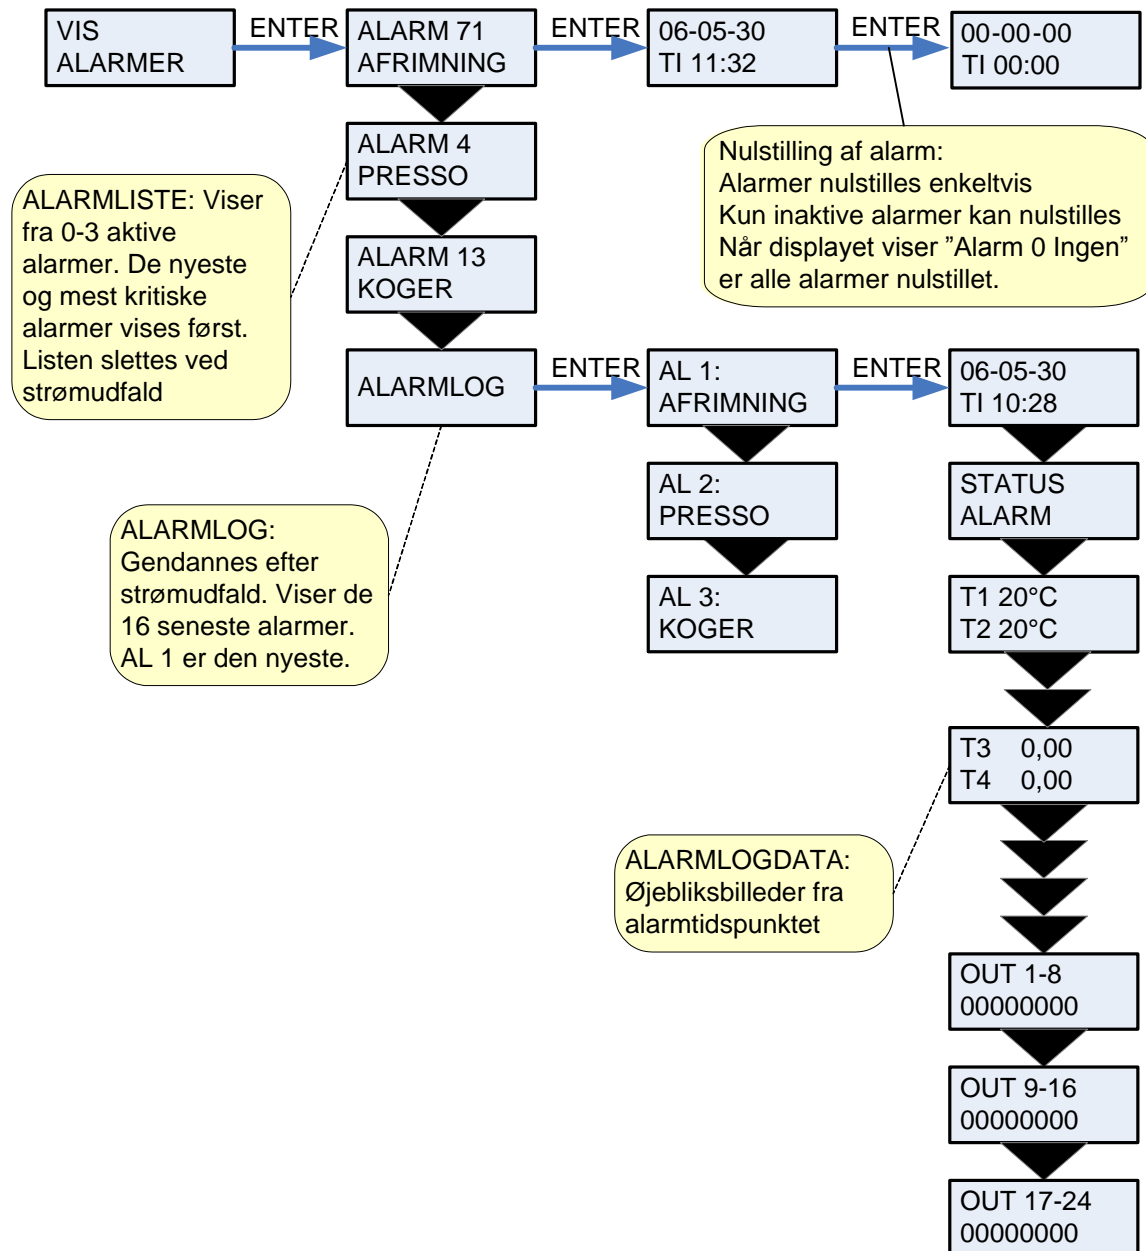 VIS
ALARMER
ENTER
ALARM 71
AFRIMNING
ENTER
06-05-30
TI 11:32
ENTER
00-00-00
TI 00:00
ALARM 4
PRESSO
Nulstilling af alarm:
Alarmer nulstilles enkeltvis
Kun inaktive alarmer kan nulstilles
Når displayet viser ”Alarm 0 Ingen”
er alle alarmer nulstillet.
ALARMLISTE: Viser
fra 0-3 aktive
alarmer. De nyeste
og mest kritiske
alarmer vises først.
Listen slettes ved
strømudfald
ALARM 13
KOGER
ALARMLOG
ENTER
AL 1:
AFRIMNING
ENTER
06-05-30
TI 10:28
AL 2:
PRESSO
STATUS
ALARM
ALARMLOG:
Gendannes efter
strømudfald. Viser de
16 seneste alarmer.
AL 1 er den nyeste.
AL 3:
KOGER
T1 20°C
T2 20°C
T3 0,00
T4 0,00
ALARMLOGDATA:
Øjebliksbilleder fra
alarmtidspunktet
OUT 1-8
00000000
OUT 9-16
00000000
OUT 17-24
00000000